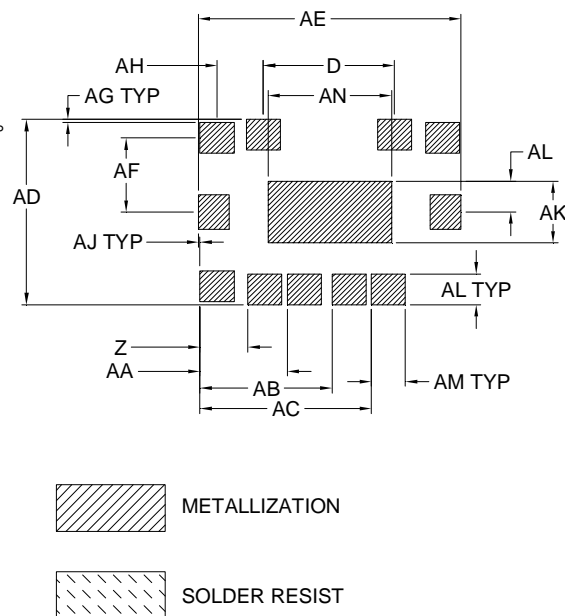 AE
AH
D
AG TYP
AN
°
AF
AL
AD
AK
AJ TYP
AL TYP
Z
AA
AB
AM TYP
AC
METALLIZATION
SOLDER RESIST